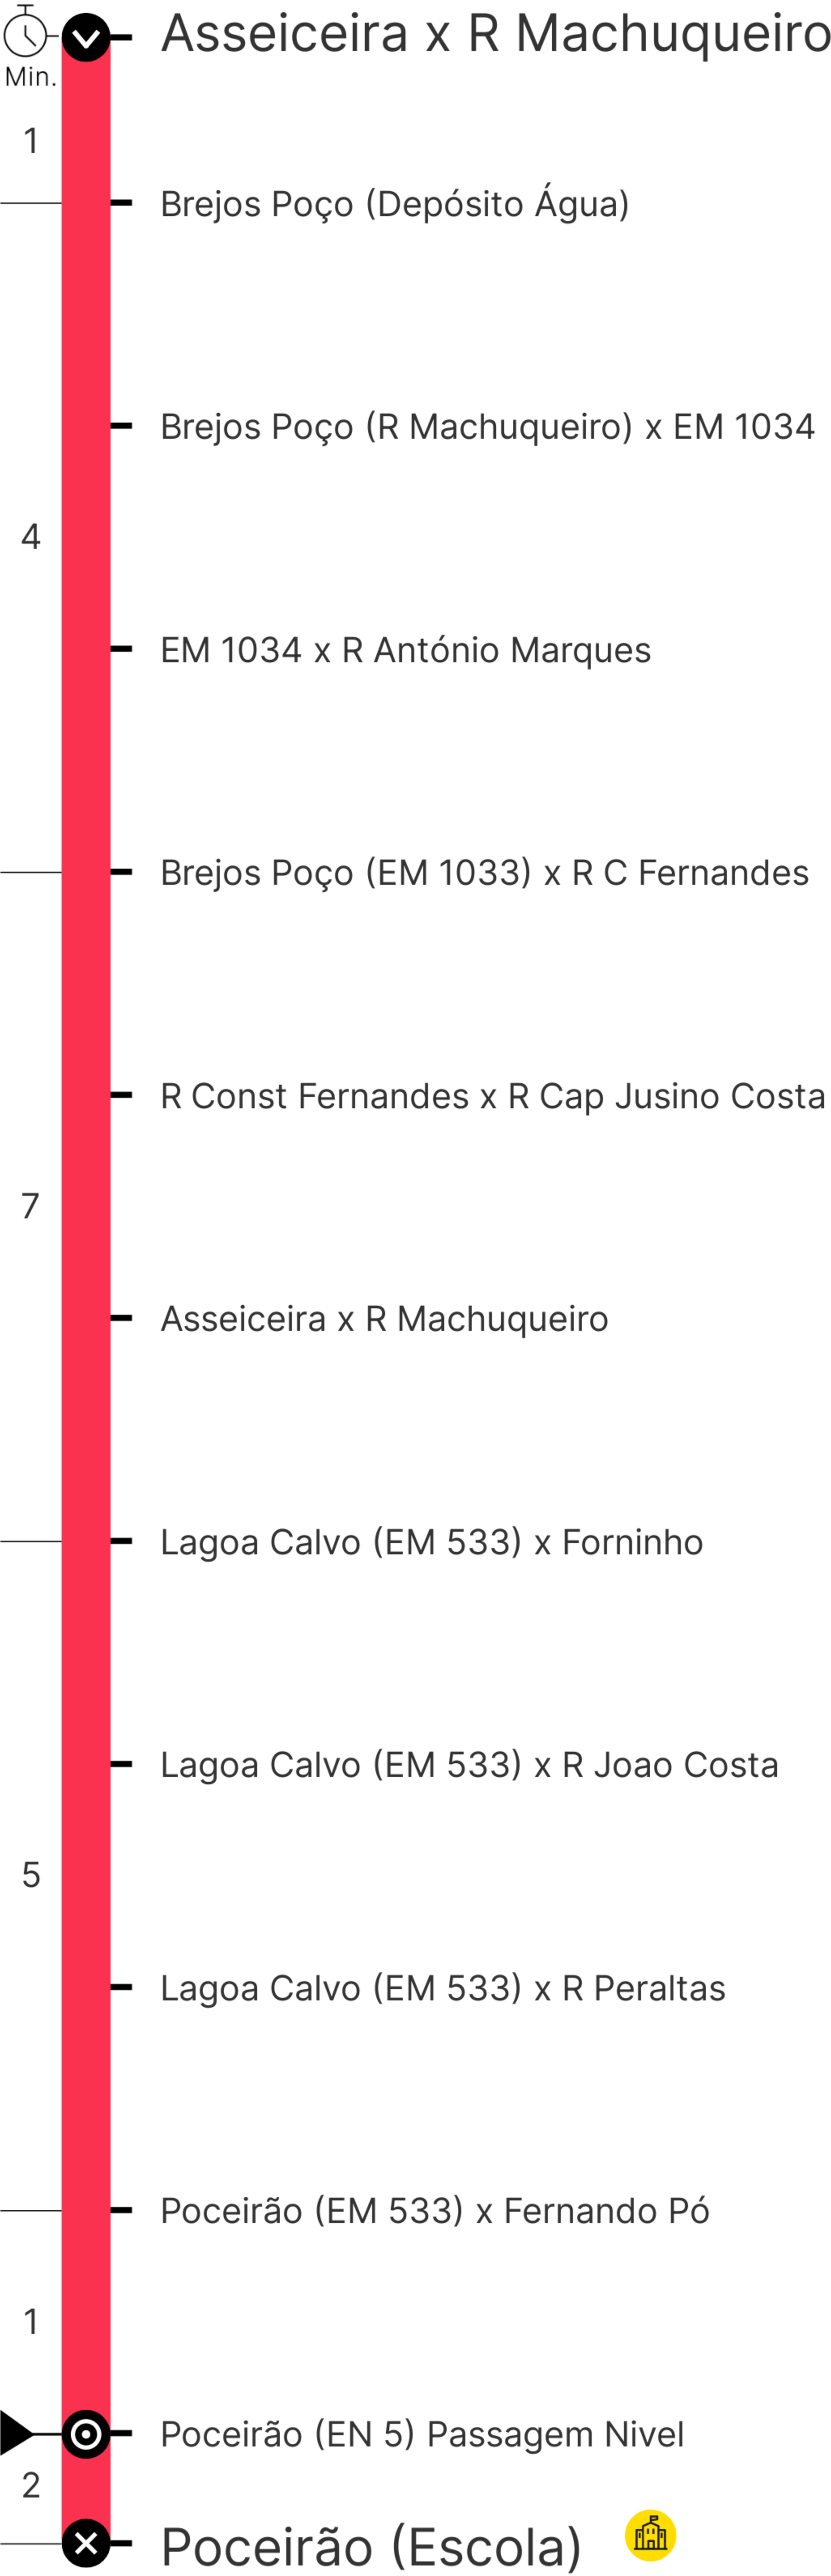 Asseiceira x R Machuqueiro
Min.
1
Brejos Poço (Depósito Água)
Brejos Poço (R Machuqueiro) x EM 1034
4
EM 1034 x R António Marques
Brejos Poço (EM 1033) x R C Fernandes
R Const Fernandes x R Cap Jusino Costa
7
Asseiceira x R Machuqueiro
Lagoa Calvo (EM 533) x Forninho
Lagoa Calvo (EM 533) x R Joao Costa
5
Lagoa Calvo (EM 533) x R Peraltas
Poceirão (EM 533) x Fernando Pó
1
Poceirão (EN 5) Passagem Nivel
2
Poceirão (Escola)